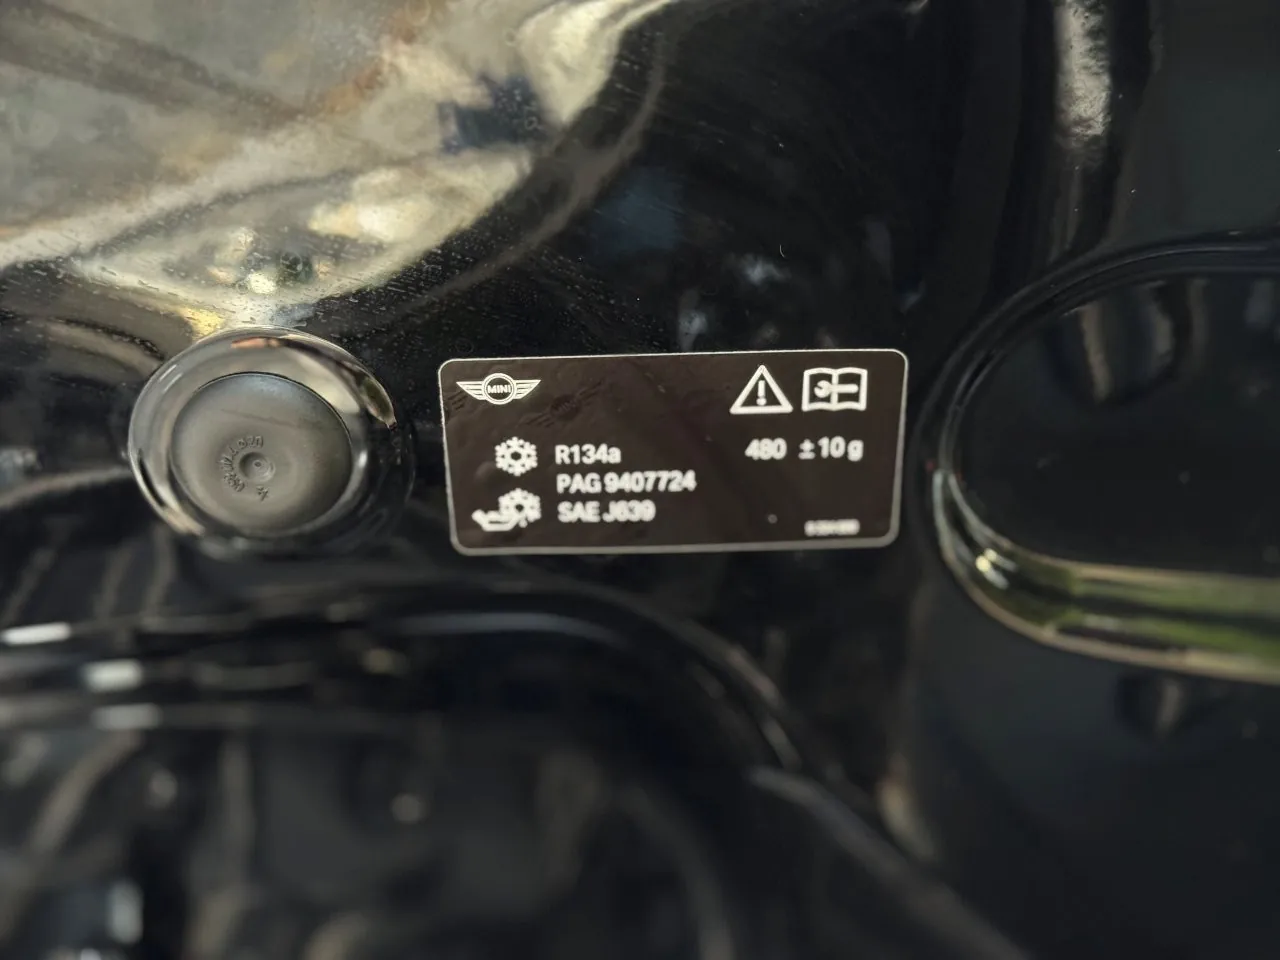 MINI
R134a 480 ± 10 g
PAG 9407724
SAE J639